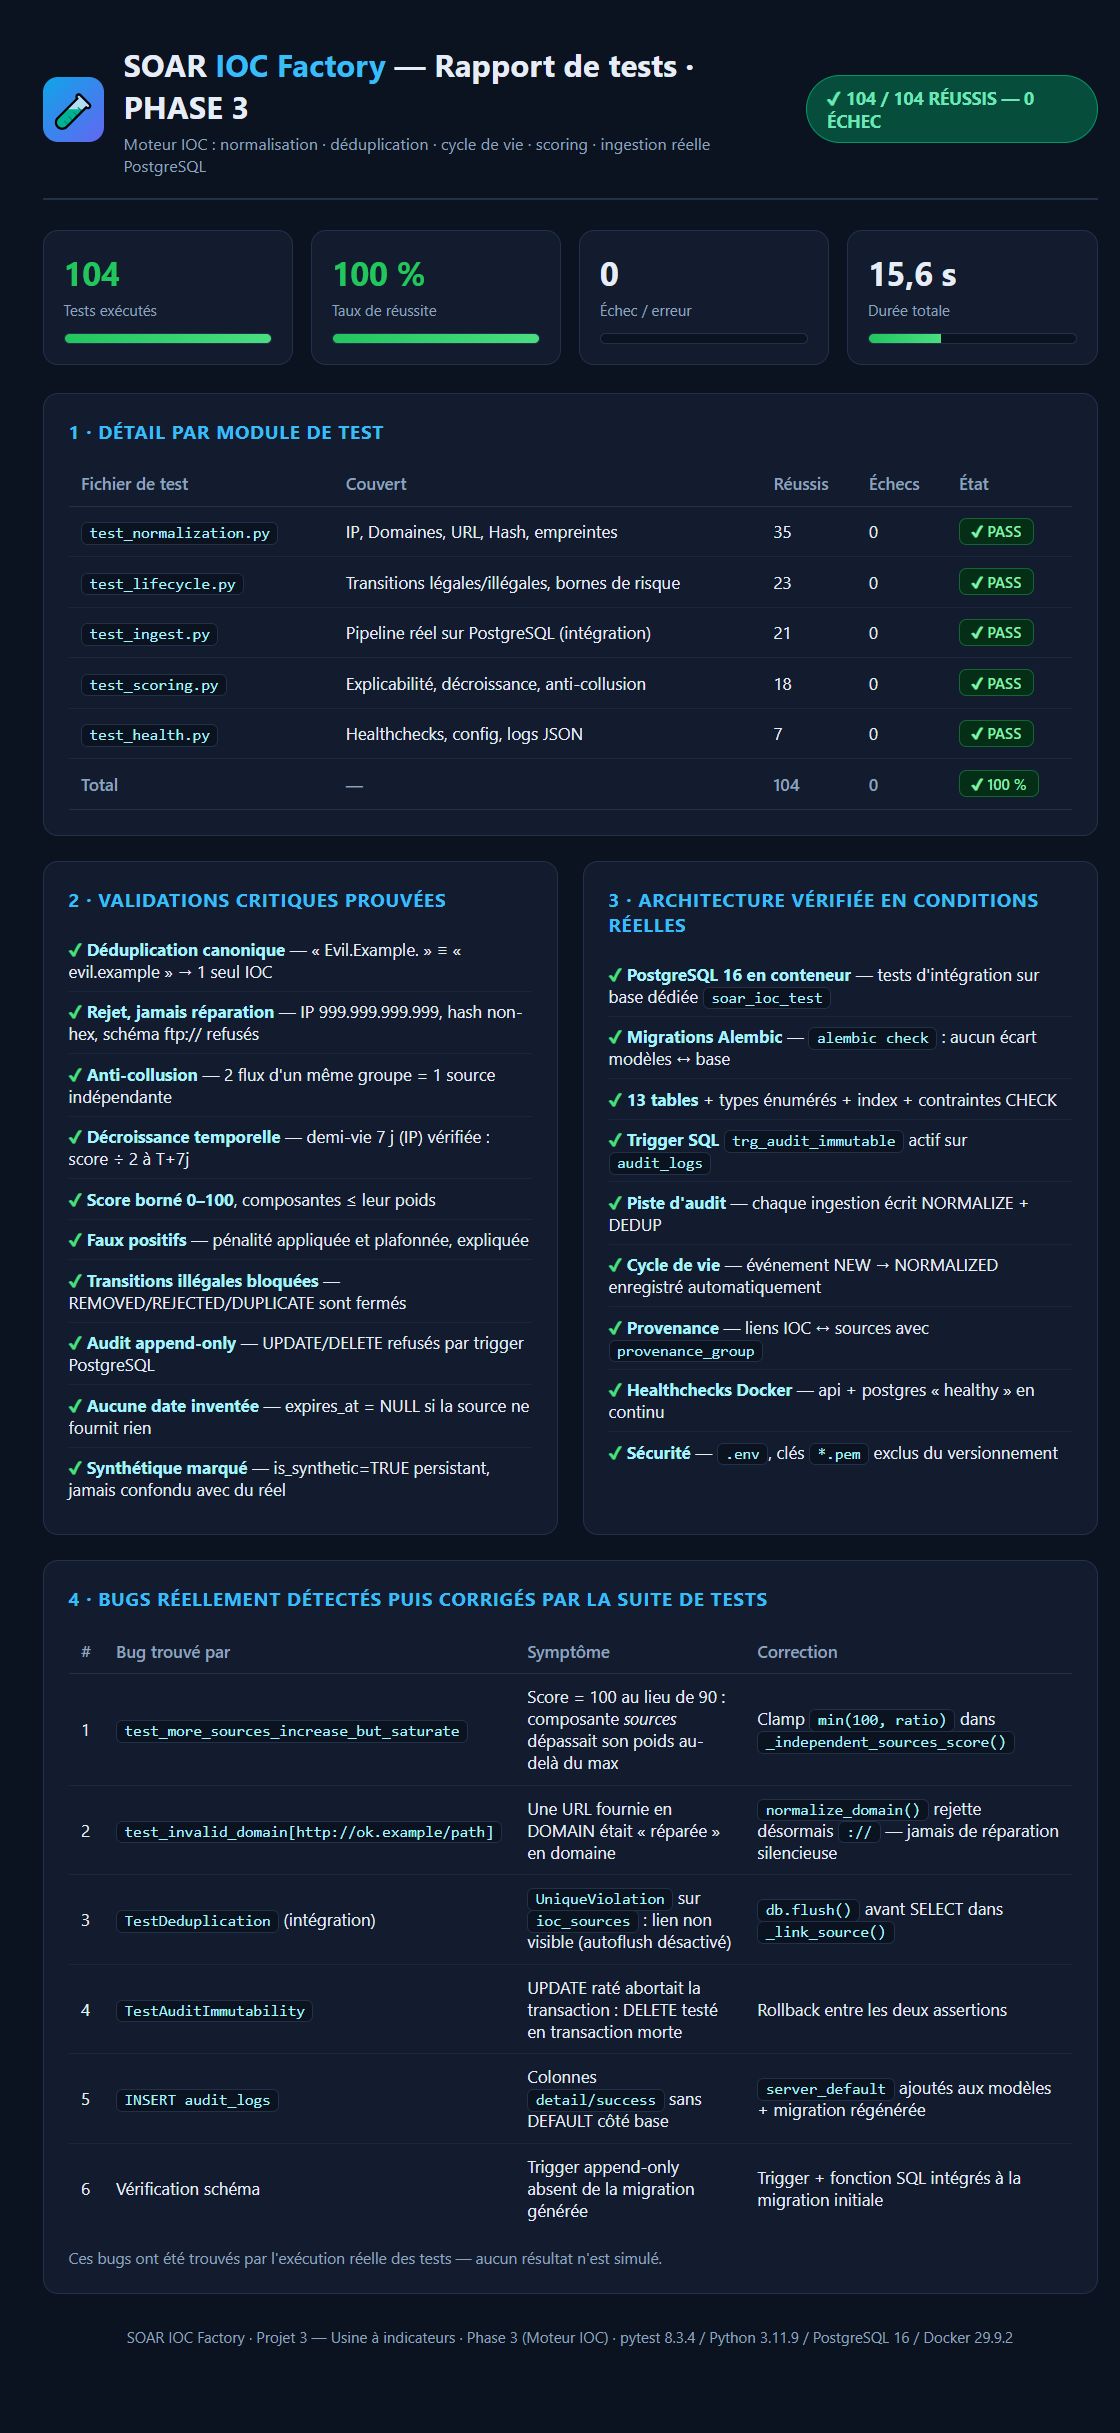 SOAR IOC Factory — Rapport de tests ·
PHASE 3
Moteur IOC : normalisation · déduplication · cycle de vie · scoring · ingestion réelle
PostgreSQL
✓ 104 / 104 RÉUSSIS — 0
ÉCHEC
104
Tests exécutés
100 %
Taux de réussite
0
Échec / erreur
15,6 s
Durée totale
1 · DÉTAIL PAR MODULE DE TEST
Fichier de test Couvert Réussis Échecs État
test_normalization.py IP, Domaines, URL, Hash, empreintes 35 0 ✓ PASS
test_lifecycle.py Transitions légales/illégales, bornes de risque 23 0 ✓ PASS
test_ingest.py Pipeline réel sur PostgreSQL (intégration) 21 0 ✓ PASS
test_scoring.py Explicabilité, décroissance, anti-collusion 18 0 ✓ PASS
test_health.py Healthchecks, config, logs JSON 7 0 ✓ PASS
Total — 104 0 ✓ 100 %
2 · VALIDATIONS CRITIQUES PROUVÉES
✓ Déduplication canonique — « Evil.Example. » ≡ «
evil.example » → 1 seul IOC
✓ Rejet, jamais réparation — IP 999.999.999.999, hash non-
hex, schéma ftp:// refusés
✓ Anti-collusion — 2 flux d'un même groupe = 1 source
indépendante
✓ Décroissance temporelle — demi-vie 7 j (IP) vérifiée :
score ÷ 2 à T+7j
✓ Score borné 0–100, composantes ≤ leur poids
✓ Faux positifs — pénalité appliquée et plafonnée, expliquée
✓ Transitions illégales bloquées —
REMOVED/REJECTED/DUPLICATE sont fermés
✓ Audit append-only — UPDATE/DELETE refusés par trigger
PostgreSQL
✓ Aucune date inventée — expires_at = NULL si la source ne
fournit rien
✓ Synthétique marqué — is_synthetic=TRUE persistant,
jamais confondu avec du réel
3 · ARCHITECTURE VÉRIFIÉE EN CONDITIONS
RÉELLES
✓ PostgreSQL 16 en conteneur — tests d'intégration sur
base dédiée soar_ioc_test
✓ Migrations Alembic — alembic check : aucun écart
modèles ↔ base
✓ 13 tables + types énumérés + index + contraintes CHECK
✓ Trigger SQL trg_audit_immutable actif sur
audit_logs
✓ Piste d'audit — chaque ingestion écrit NORMALIZE +
DEDUP
✓ Cycle de vie — événement NEW → NORMALIZED
enregistré automatiquement
✓ Provenance — liens IOC ↔ sources avec
provenance_group
✓ Healthchecks Docker — api + postgres « healthy » en
continu
✓ Sécurité — .env, clés *.pem exclus du versionnement
4 · BUGS RÉELLEMENT DÉTECTÉS PUIS CORRIGÉS PAR LA SUITE DE TESTS
# Bug trouvé par Symptôme Correction
1 test_more_sources_increase_but_saturate
Score = 100 au lieu de 90 :
composante sources
dépassait son poids au-
delà du max
Clamp min(100, ratio) dans
_independent_sources_score()
2 test_invalid_domain[http://ok.example/path]
Une URL fournie en
DOMAIN était « réparée »
en domaine
normalize_domain() rejette
désormais :// — jamais de réparation
silencieuse
3 TestDeduplication (intégration)
UniqueViolation sur
ioc_sources : lien non
visible (autoflush désactivé)
db.flush() avant SELECT dans
_link_source()
4 TestAuditImmutability
UPDATE raté abortait la
transaction : DELETE testé
en transaction morte
Rollback entre les deux assertions
5 INSERT audit_logs
Colonnes
detail/success sans
DEFAULT côté base
server_default ajoutés aux modèles
+ migration régénérée
6 Vérification schéma
Trigger append-only
absent de la migration
générée
Trigger + fonction SQL intégrés à la
migration initiale
Ces bugs ont été trouvés par l'exécution réelle des tests — aucun résultat n'est simulé.
SOAR IOC Factory · Projet 3 — Usine à indicateurs · Phase 3 (Moteur IOC) · pytest 8.3.4 / Python 3.11.9 / PostgreSQL 16 / Docker 29.9.2